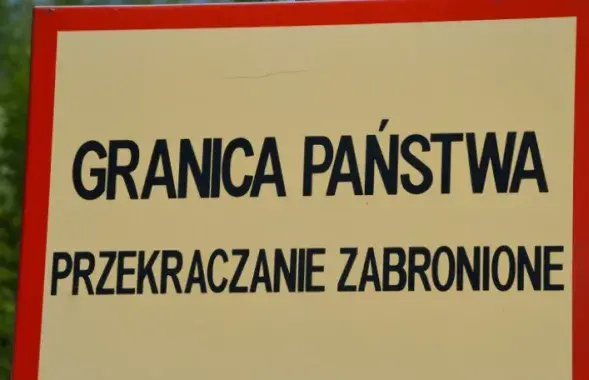 GRANICA PAŃSTWA
PRZEKRACZANIE ZABRONIONE